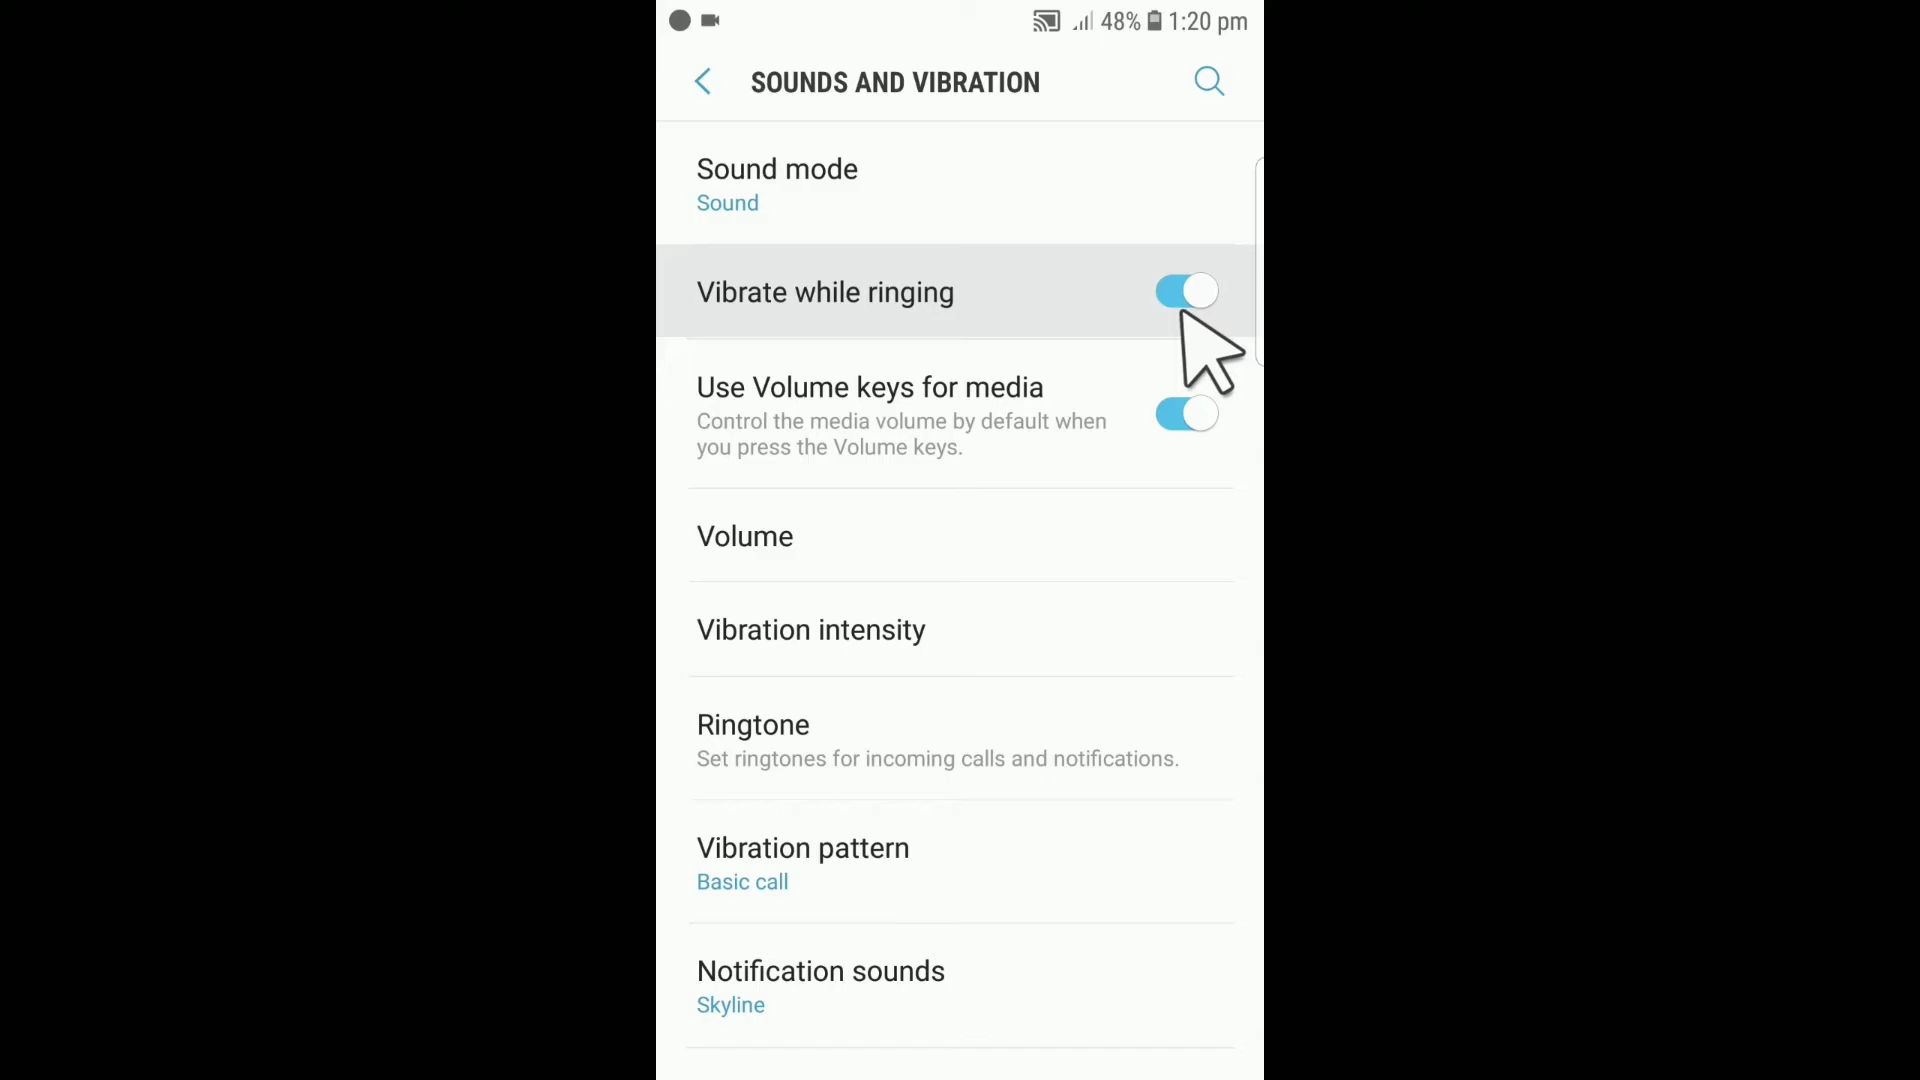 48% 1:20 pm
SOUNDS AND VIBRATION
Sound mode
Sound
Vibrate while ringing
Use Volume keys for media
Control the media volume by default when
you press the Volume keys.
Volume
Vibration intensity
Ringtone
Set ringtones for incoming calls and notifications.
Vibration pattern
Basic call
Notification sounds
Skyline